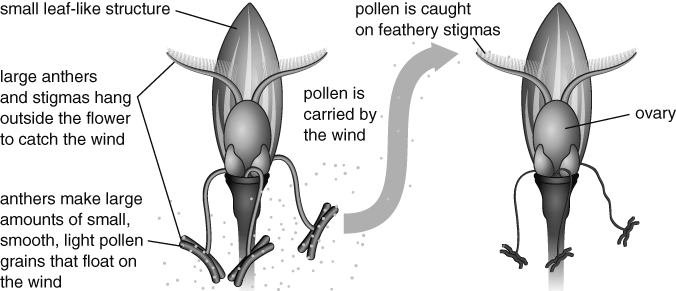 small leaf-like structure
large anthers
and stigmas hang
outside the flower
to catch the wind
anthers make large
amounts of small,
smooth, light pollen
grains that float on
the wind
pollen is
carried by
the wind
pollen is caught
on feathery stigmas
ovary